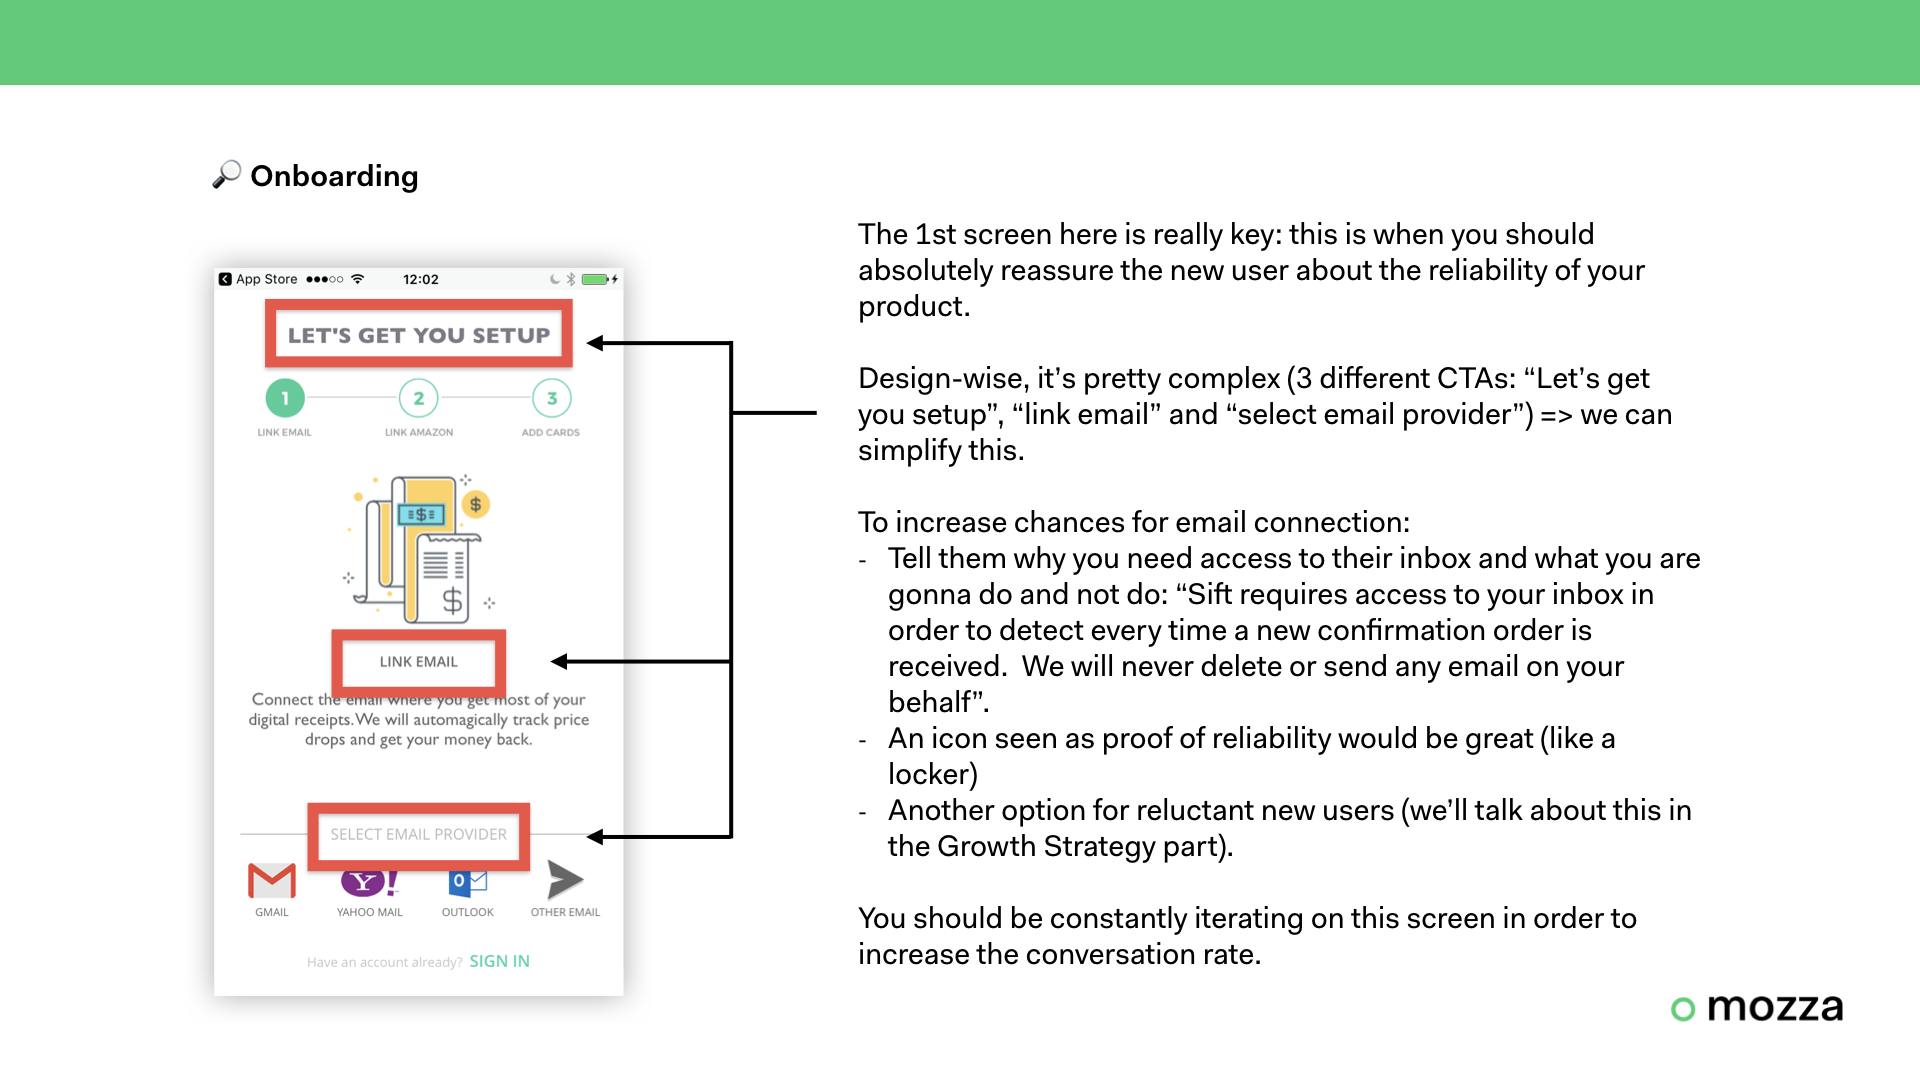 🔎 Onboarding
App Store
12:02
LET'S GET YOU SETUP
1
2
3
LINK EMAIL
LINK AMAZON
ADD CARDS
$
$
$
LINK EMAIL
Connect the email where you get most of your
digital receipts. We will automagically track price
drops and get your money back.
SELECT EMAIL PROVIDER
Y!
O
GMAIL
YAHOO MAIL
OUTLOOK
OTHER EMAIL
Have an account already? SIGN IN
The 1st screen here is really key: this is when you should
absolutely reassure the new user about the reliability of your
product.
Design-wise, it’s pretty complex (3 different CTAs: “Let’s get
you setup”, “link email” and “select email provider”) => we can
simplify this.
To increase chances for email connection:
- Tell them why you need access to their inbox and what you are
gonna do and not do: “Sift requires access to your inbox in
order to detect every time a new confirmation order is
received. We will never delete or send any email on your
behalf”.
- An icon seen as proof of reliability would be great (like a
locker)
- Another option for reluctant new users (we’ll talk about this in
the Growth Strategy part).
You should be constantly iterating on this screen in order to
increase the conversation rate.
mozza